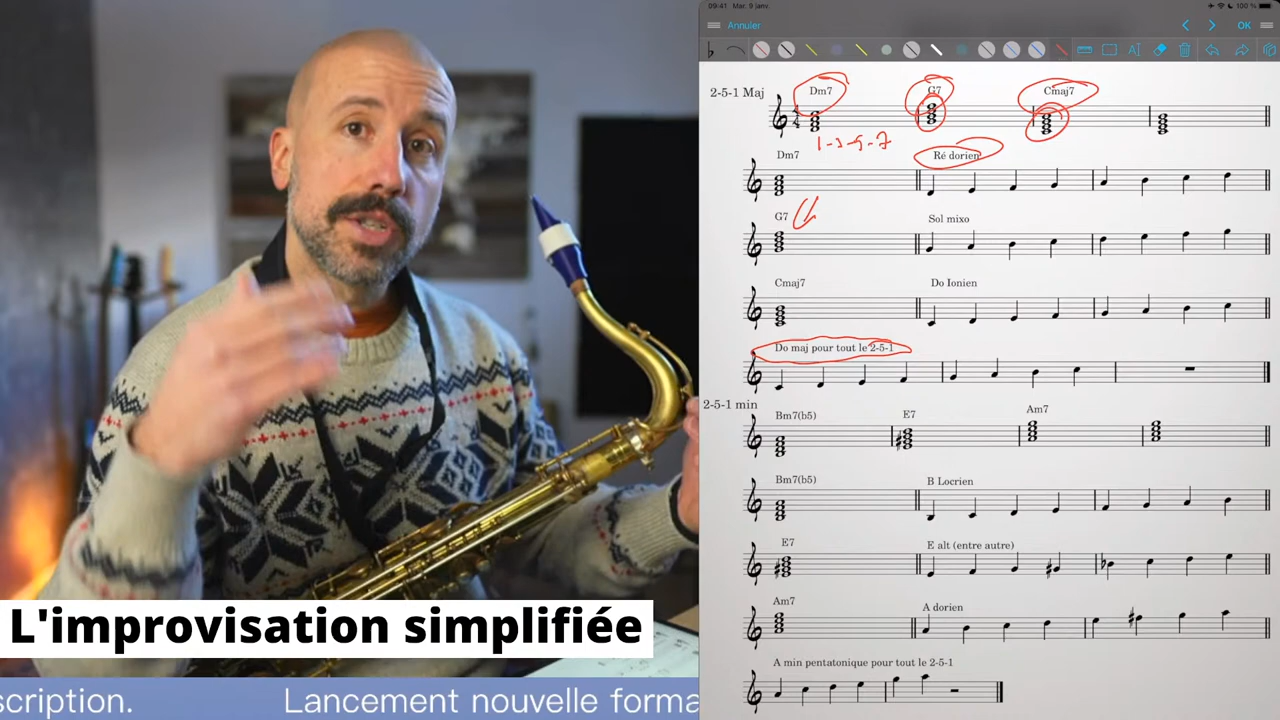 09:41 Mar. 9 janv. 100 %
Annuler
OK
2-5-1 Maj
Dm7 G7 Cmaj7
1-3-5-7
Dm7 Ré dorien
G7 Sol mixo
Cmaj7 Do Ionien
Do maj pour tout le 2-5-1
2-5-1 min
Bm7(b5) E7 Am7
Bm7(b5) B Locrien
E7 E alt (entre autre)
Am7 A dorien
A min pentatonique pour tout le 2-5-1
L'improvisation simplifiée
scription. Lancement nouvelle forma